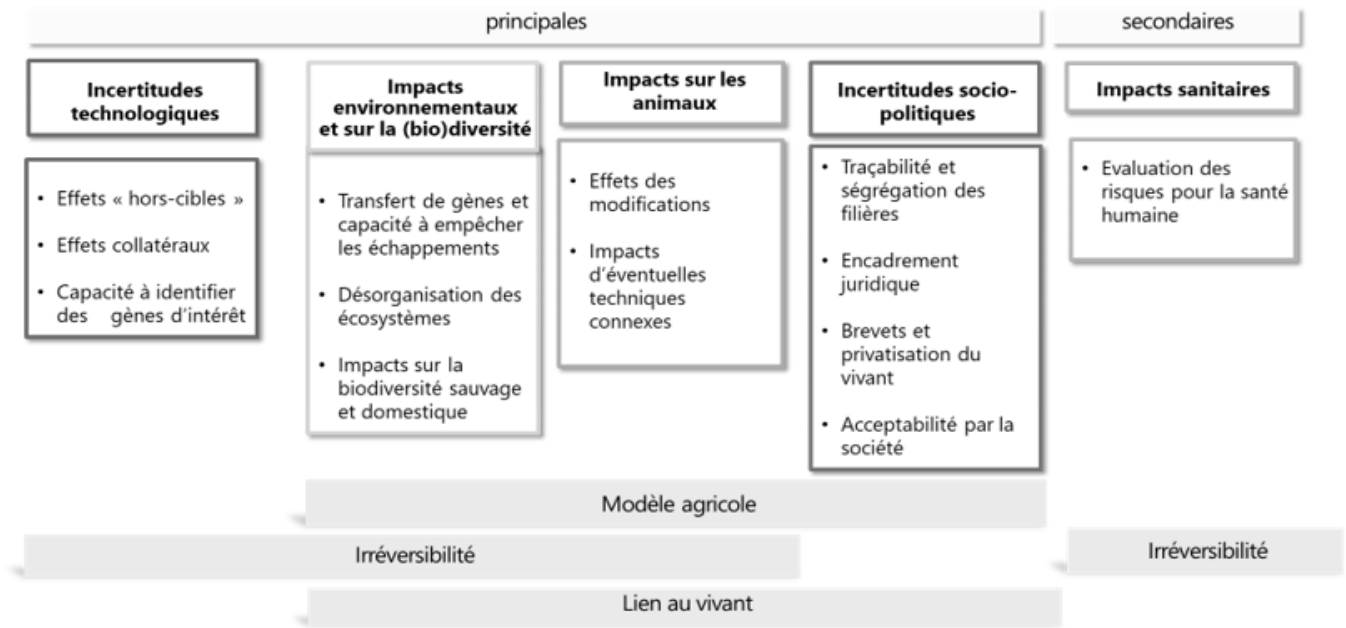 principales
secondaires
Incertitudes
technologiques
• Effets « hors-cibles »
• Effets collatéraux
• Capacité à identifier
des gènes d'intérêt
Impacts
environnementaux
et sur la (bio)diversité
• Transfert de gènes et
capacité à empêcher
les échappements
• Désorganisation des
écosystèmes
• Impacts sur la
biodiversité sauvage
et domestique
Impacts sur les
animaux
• Effets des
modifications
• Impacts
d'éventuelles
techniques
connexes
Incertitudes socio-
politiques
• Traçabilité et
ségrégation des
filières
• Encadrement
juridique
• Brevets et
privatisation du
vivant
• Acceptabilité par la
société
Impacts sanitaires
• Evaluation des
risques pour la santé
humaine
Modèle agricole
Irréversibilité
Irréversibilité
Lien au vivant